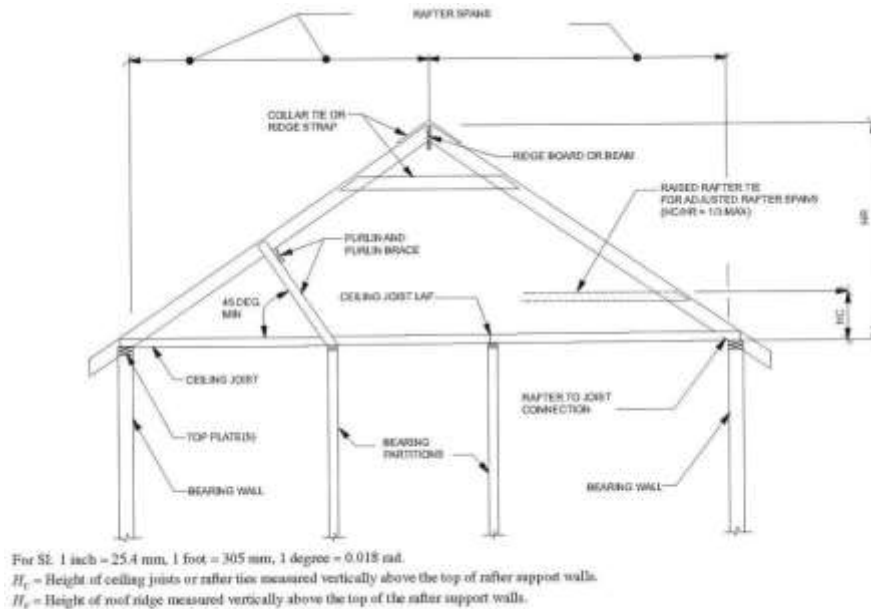 RAFTER SPANS
COLLAR TIE OR
RIDGE STRAP
RIDGE BOARD OR BEAM
RAISED RAFTER TIE
FOR ADJUSTED RAFTER SPANS
(HC/HR = 1/3 MAX)
HR
PURLIN AND
PURLIN BRACE
45 DEG.
MIN
CEILING JOIST LAP
HC
CEILING JOIST
RAFTER TO JOIST
CONNECTION
TOP PLATE(S)
BEARING
PARTITIONS
BEARING WALL
BEARING WALL
For SI: 1 inch = 25.4 mm, 1 foot = 305 mm, 1 degree = 0.018 rad.
H_C = Height of ceiling joists or rafter ties measured vertically above the top of rafter support walls.
H_R = Height of roof ridge measured vertically above the top of the rafter support walls.